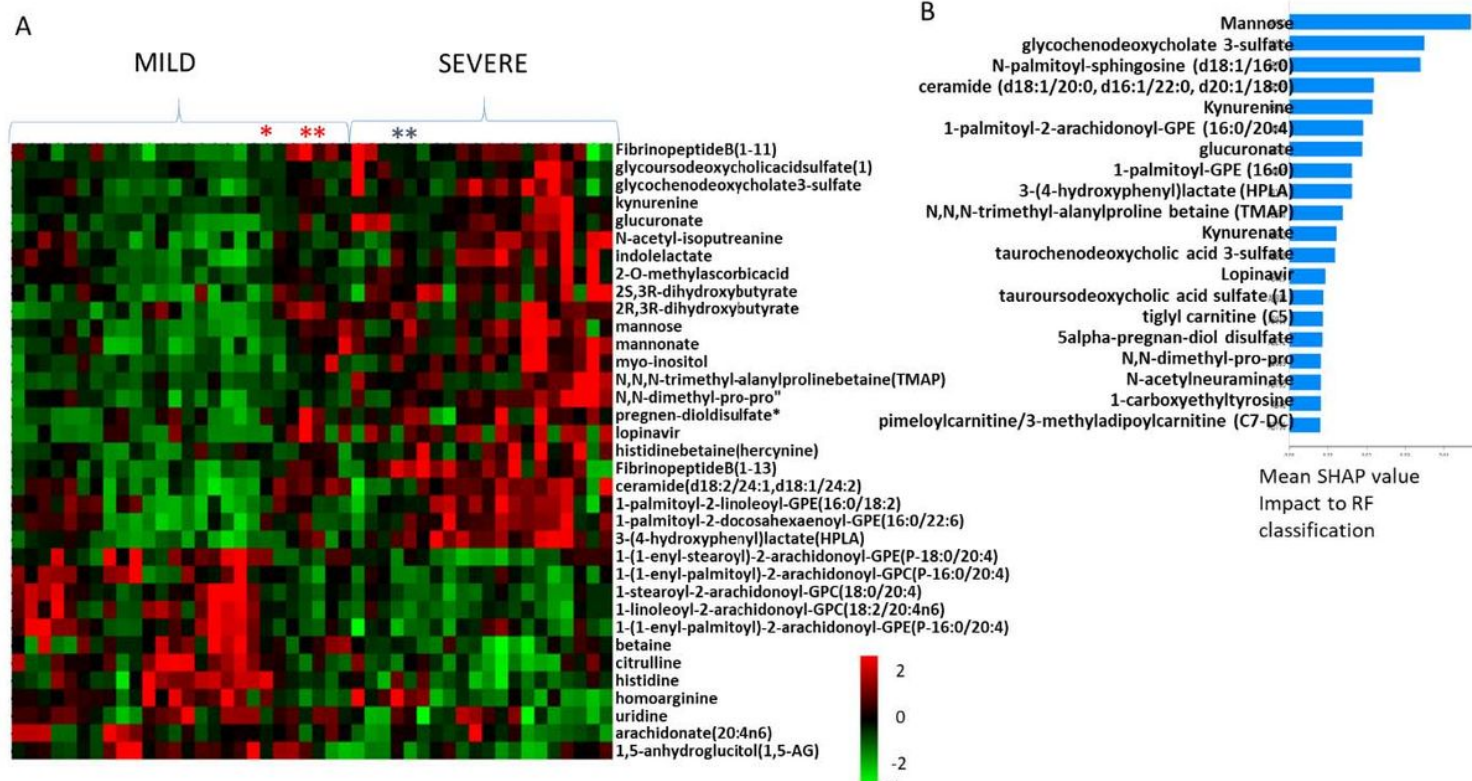 A
MILD
SEVERE
* ** **
FibrinopeptideB(1-11)
glycoursodeoxycholicacidsulfate(1)
glycochenodeoxycholate3-sulfate
kynurenine
glucuronate
N-acetyl-isoputreanine
indolelactate
2-O-methylascorbicacid
2S,3R-dihydroxybutyrate
2R,3R-dihydroxybutyrate
mannose
mannonate
myo-inositol
N,N,N-trimethyl-alanylprolinebetaine(TMAP)
N,N-dimethyl-pro-pro"
pregnen-dioldisulfate*
lopinavir
histidinebetaine(hercynine)
FibrinopeptideB(1-13)
ceramide(d18:2/24:1,d18:1/24:2)
1-palmitoyl-2-linoleoyl-GPE(16:0/18:2)
1-palmitoyl-2-docosahexaenoyl-GPE(16:0/22:6)
3-(4-hydroxyphenyl)lactate(HPLA)
1-(1-enyl-stearoyl)-2-arachidonoyl-GPE(P-18:0/20:4)
1-(1-enyl-palmitoyl)-2-arachidonoyl-GPC(P-16:0/20:4)
1-stearoyl-2-arachidonoyl-GPC(18:0/20:4)
1-linoleoyl-2-arachidonoyl-GPC(18:2/20:4n6)
1-(1-enyl-palmitoyl)-2-arachidonoyl-GPE(P-16:0/20:4)
betaine
citrulline
histidine
homoarginine
uridine
arachidonate(20:4n6)
1,5-anhydroglucitol(1,5-AG)
2
0
-2
B
Mannose
glycochenodeoxycholate 3-sulfate
N-palmitoyl-sphingosine (d18:1/16:0)
ceramide (d18:1/20:0, d16:1/22:0, d20:1/18:0)
Kynurenine
1-palmitoyl-2-arachidonoyl-GPE (16:0/20:4)
glucuronate
1-palmitoyl-GPE (16:0)
3-(4-hydroxyphenyl)lactate (HPLA)
N,N,N-trimethyl-alanylproline betaine (TMAP)
Kynurenate
taurochenodeoxycholic acid 3-sulfate
Lopinavir
tauroursodeoxycholic acid sulfate (1)
tiglyl carnitine (C5)
5alpha-pregnan-diol disulfate
N,N-dimethyl-pro-pro
N-acetylneuraminate
1-carboxyethyltyrosine
pimeloylcarnitine/3-methyladipoylcarnitine (C7-DC)
Mean SHAP value
Impact to RF
classification